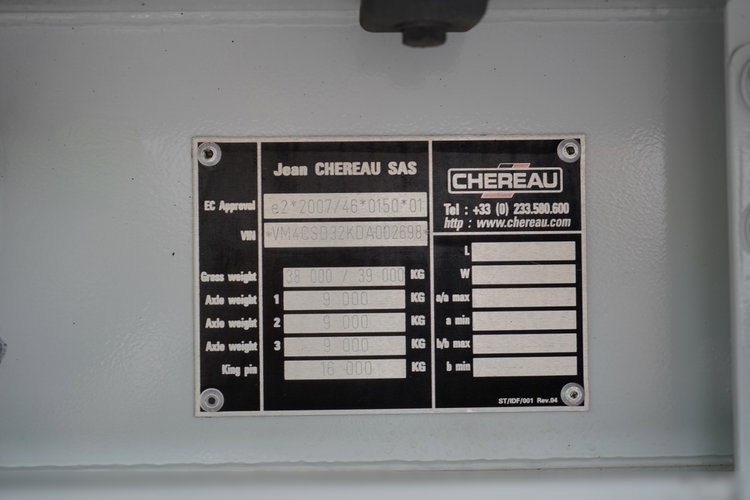 Jean CHEREAU SAS
EC Approval e2*2007/46*0150*01
VIN *VM4CSD32KDA002698*
Gross weight 38 000 / 39 000 KG
Axle weight 1 9 000 KG
Axle weight 2 9 000 KG
Axle weight 3 9 000 KG
King pin 16 000 KG
CHEREAU
Tel : +33 (0) 233.500.600
http : www.chereau.com
L
W
a/a max
a min
b/b max
b min
ST/IDF/001 Rev.04